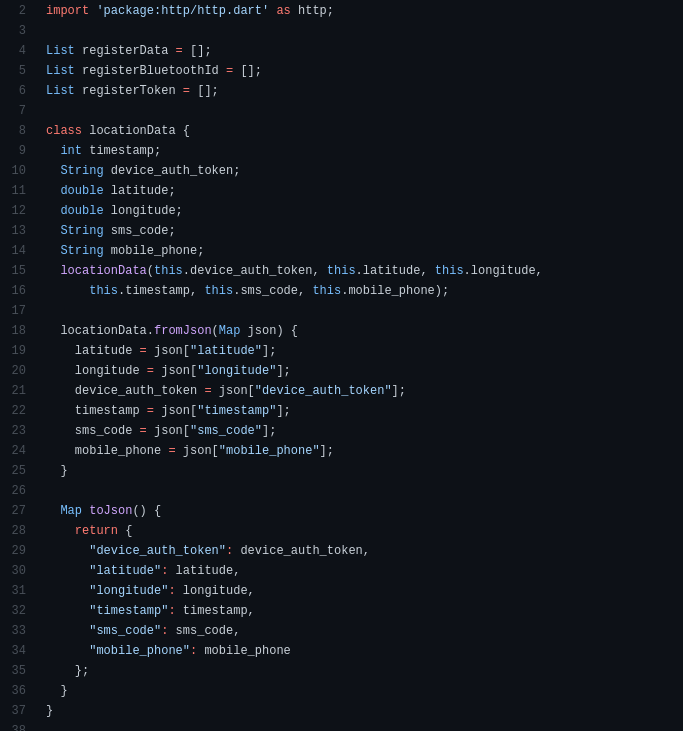 2 import 'package:http/http.dart' as http;
3
4 List registerData = [];
5 List registerBluetoothId = [];
6 List registerToken = [];
7
8 class locationData {
9   int timestamp;
10   String device_auth_token;
11   double latitude;
12   double longitude;
13   String sms_code;
14   String mobile_phone;
15   locationData(this.device_auth_token, this.latitude, this.longitude,
16       this.timestamp, this.sms_code, this.mobile_phone);
17
18   locationData.fromJson(Map json) {
19     latitude = json["latitude"];
20     longitude = json["longitude"];
21     device_auth_token = json["device_auth_token"];
22     timestamp = json["timestamp"];
23     sms_code = json["sms_code"];
24     mobile_phone = json["mobile_phone"];
25   }
26
27   Map toJson() {
28     return {
29       "device_auth_token": device_auth_token,
30       "latitude": latitude,
31       "longitude": longitude,
32       "timestamp": timestamp,
33       "sms_code": sms_code,
34       "mobile_phone": mobile_phone
35     };
36   }
37 }
38